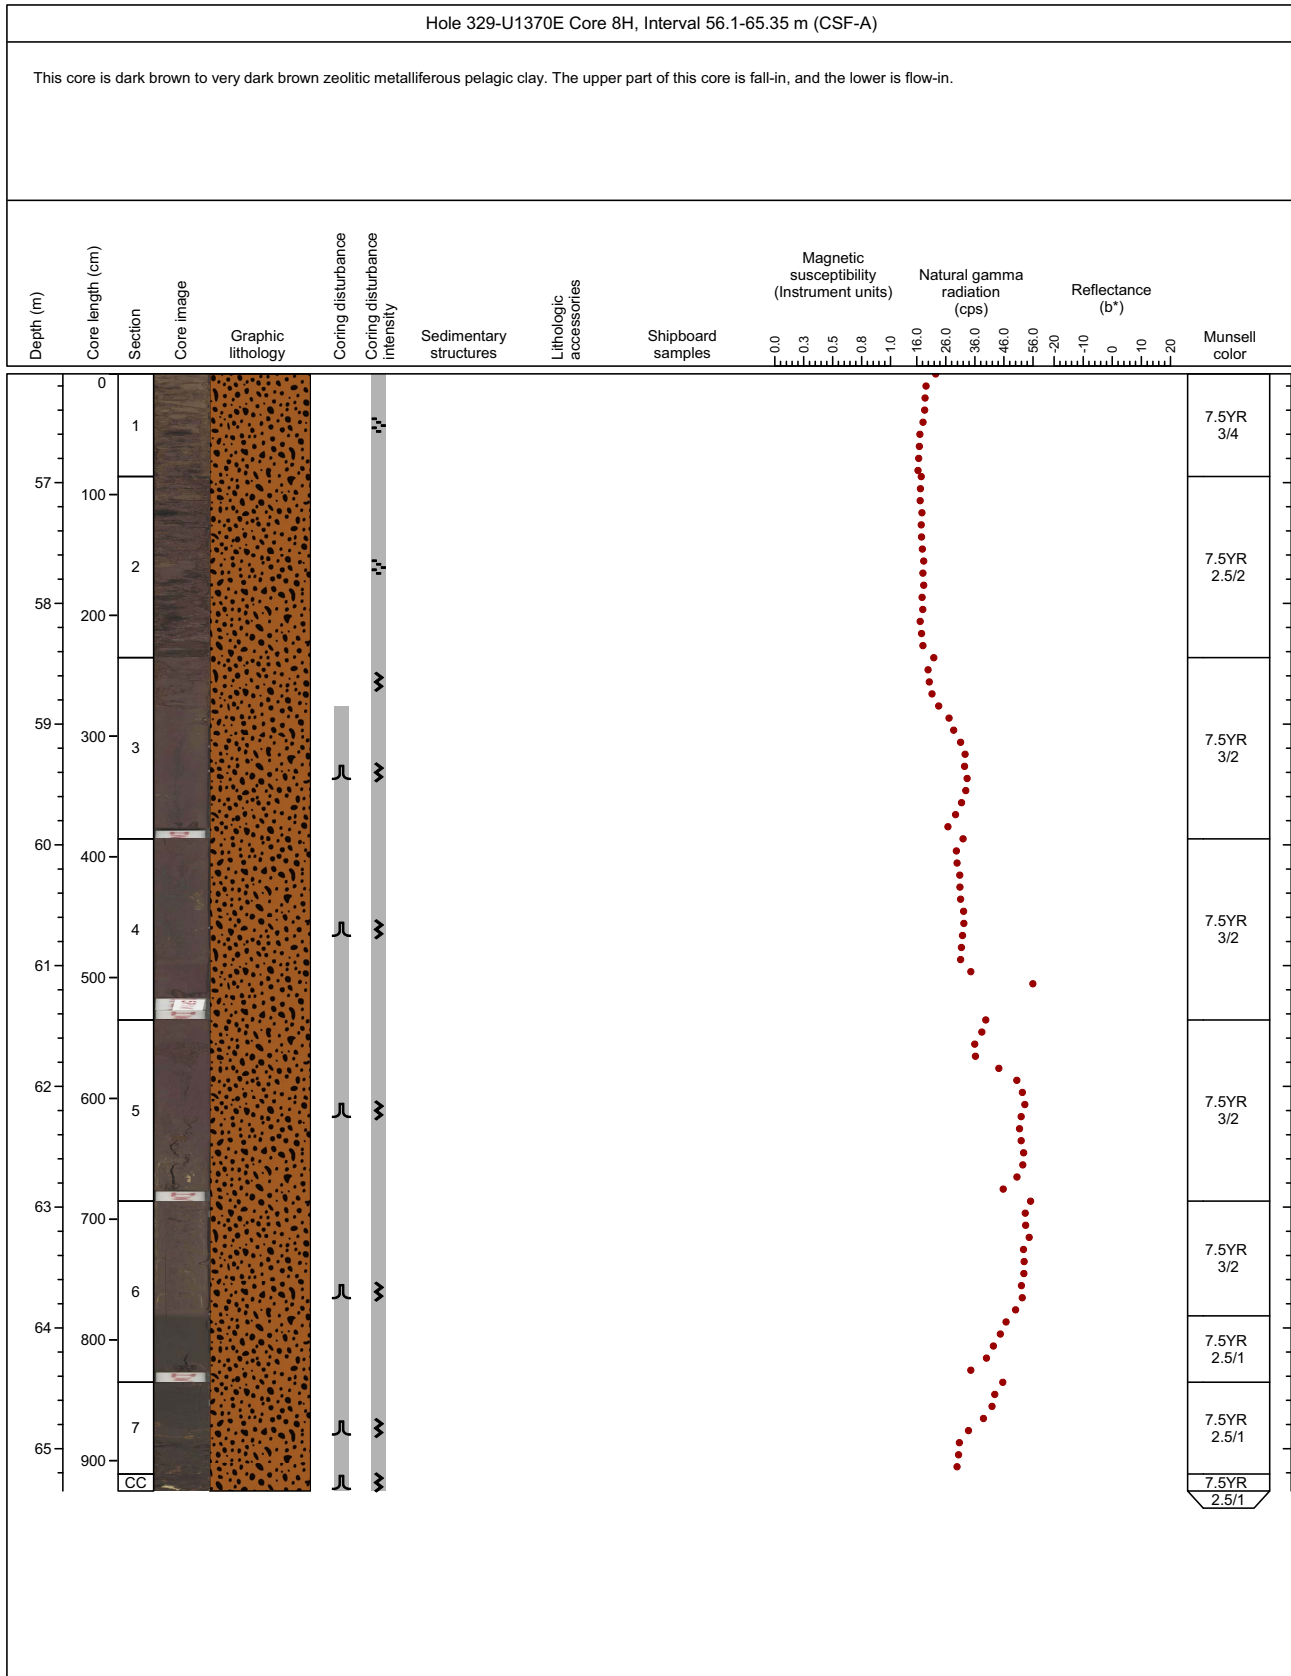 Hole 329-U1370E Core 8H, Interval 56.1-65.35 m (CSF-A)
This core is dark brown to very dark brown zeolitic metalliferous pelagic clay. The upper part of this core is fall-in, and the lower is flow-in.
Depth (m)
Core length (cm)
Section
Core image
Graphic
lithology
Coring disturbance
Coring disturbance
intensity
Sedimentary
structures
Lithologic
accessories
Shipboard
samples
Magnetic
susceptibility
(Instrument units)
0.0 0.3 0.5 0.8 1.0
Natural gamma
radiation
(cps)
16.0 26.0 36.0 46.0 56.0
Reflectance
(b*)
-20 -10 0 10 20
Munsell
color
57
58
59
60
61
62
63
64
65
0
100
200
300
400
500
600
700
800
900
1
2
3
4
5
6
7
CC
7.5YR
3/4
7.5YR
2.5/2
7.5YR
3/2
7.5YR
3/2
7.5YR
3/2
7.5YR
3/2
7.5YR
2.5/1
7.5YR
2.5/1
7.5YR
2.5/1